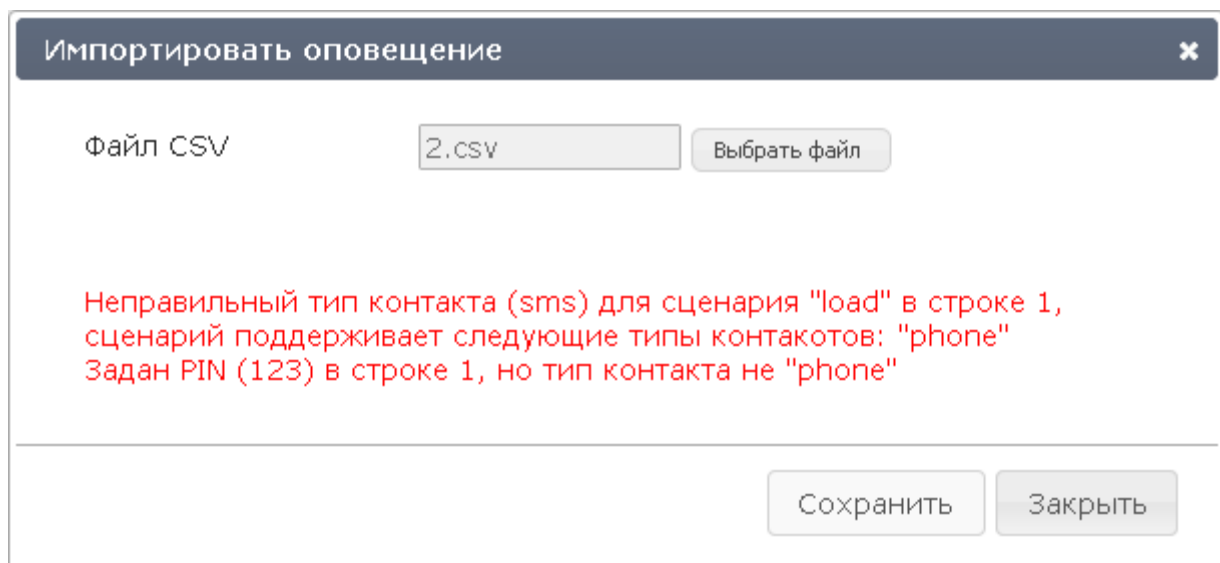 Импортировать оповещение
Файл CSV 2.csv Выбрать файл
Неправильный тип контакта (sms) для сценария "load" в строке 1,
сценарий поддерживает следующие типы контакотов: "phone"
Задан PIN (123) в строке 1, но тип контакта не "phone"
Сохранить Закрыть